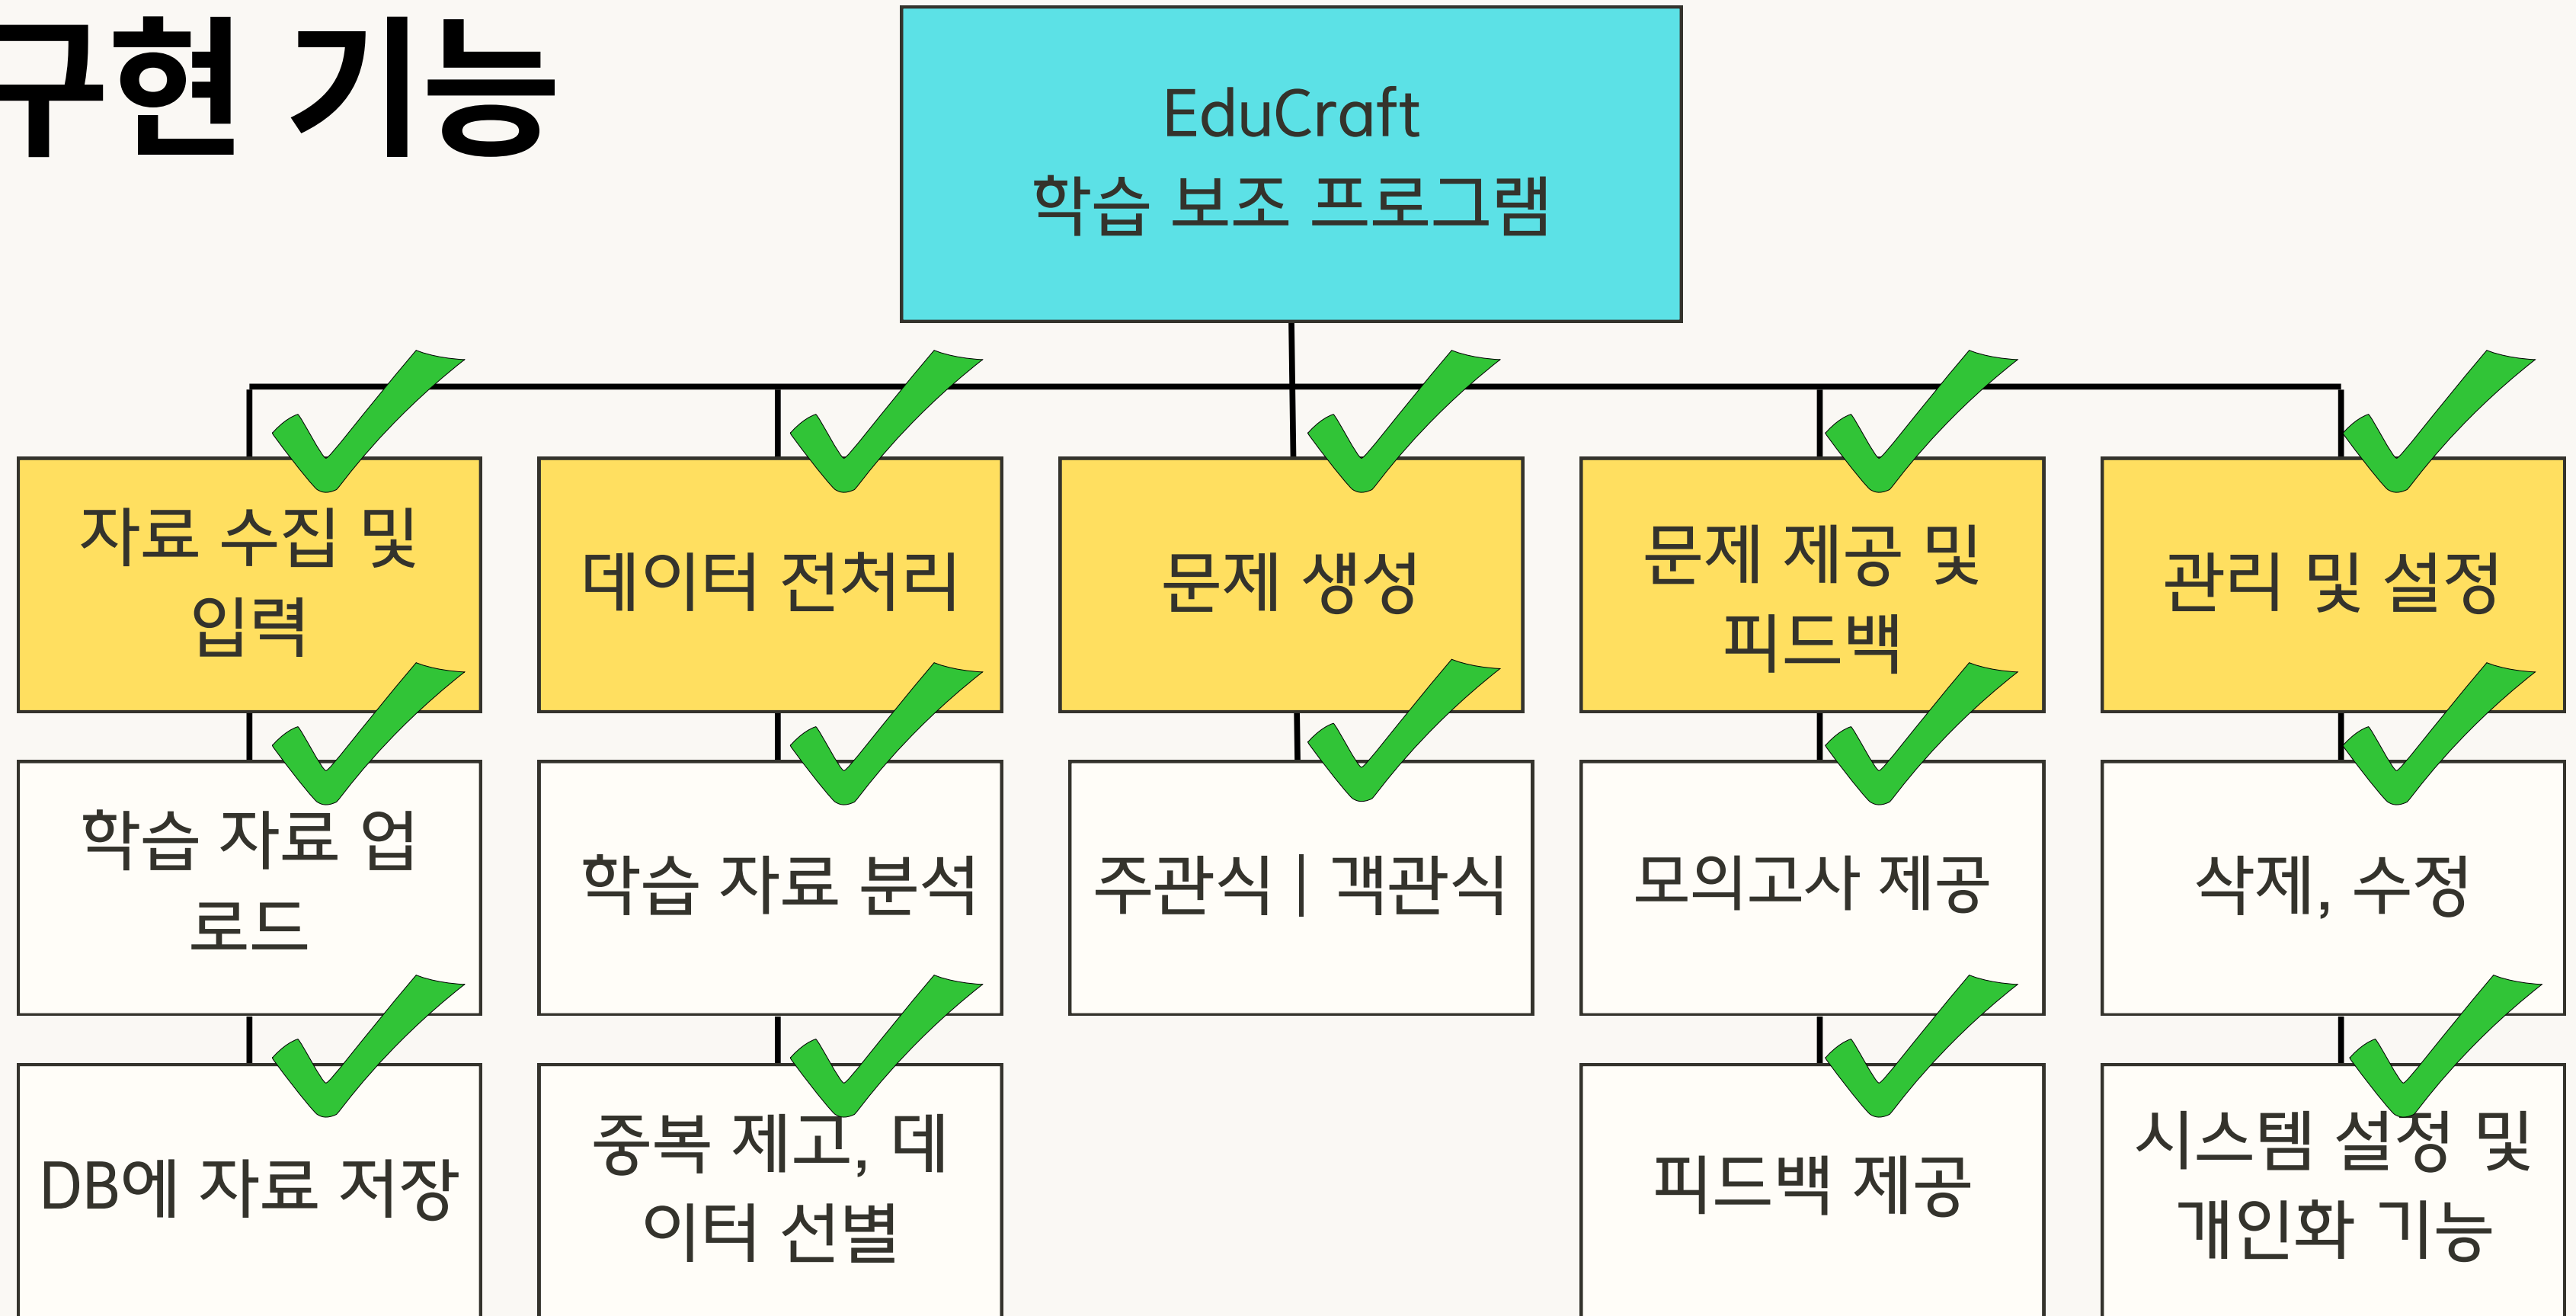 구현 기능
EduCraft
학습 보조 프로그램
자료 수집 및
입력
데이터 전처리
문제 생성
문제 제공 및
피드백
관리 및 설정
학습 자료 업
로드
학습 자료 분석
주관식 | 객관식
모의고사 제공
삭제, 수정
DB에 자료 저장
중복 제고, 데
이터 선별
피드백 제공
시스템 설정 및
개인화 기능